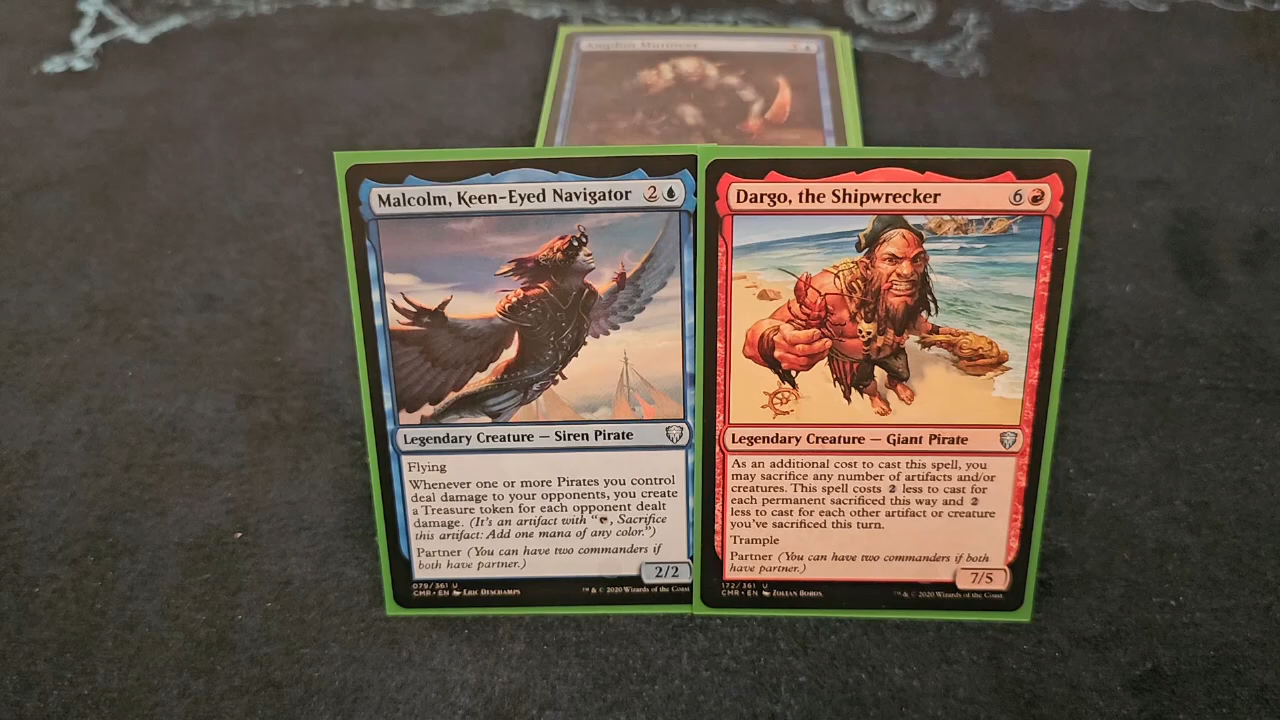 Malcolm, Keen-Eyed Navigator 2
Legendary Creature — Siren Pirate
Flying
Whenever one or more Pirates you control
deal damage to your opponents, you create
a Treasure token for each opponent dealt
damage. (It's an artifact with “, Sacrifice
this artifact: Add one mana of any color.”)
Partner (You can have two commanders if
both have partner.)
2/2
079/361 U
CMR • EN Eric Deschamps
™ & © 2020 Wizards of the Coast
Dargo, the Shipwrecker 6
Legendary Creature — Giant Pirate
As an additional cost to cast this spell, you
may sacrifice any number of artifacts and/or
creatures. This spell costs 2 less to cast for
each permanent sacrificed this way and 2
less to cast for each other artifact or creature
you've sacrificed this turn.
Trample
Partner (You can have two commanders if both
have partner.)
7/5
172/361 U
CMR • EN Zoltan Boros
™ & © 2020 Wizards of the Coast